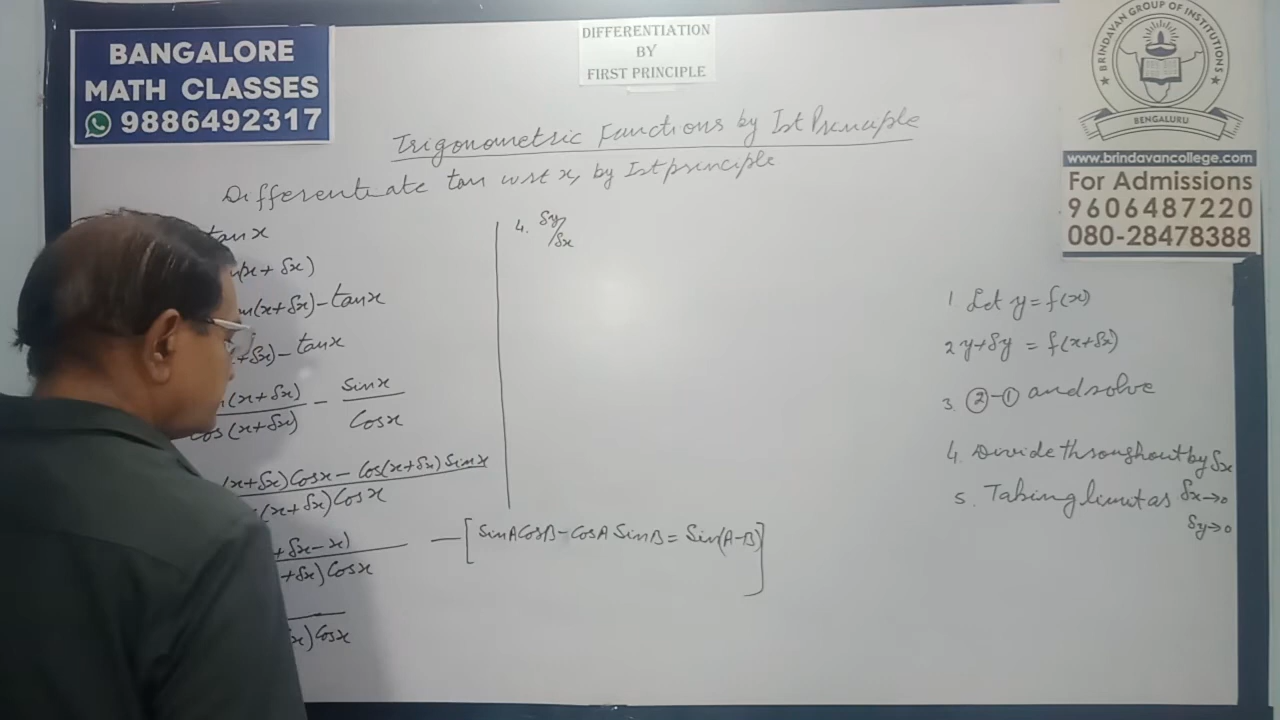 BANGALORE
MATH CLASSES
9886492317
DIFFERENTIATION
BY
FIRST PRINCIPLE
BRINDAVAN GROUP OF INSTITUTIONS
BENGALURU
www.brindavancollege.com
For Admissions
9606487220
080-28478388
Trigonometric Functions by Ist Principle
Differentiate tan wrt x, by Ist principle
tan x
(x + δx)
(x+δx) - tan x
+δx) - tan x
(x + δx) / cos (x + δx) - Sin x / Cos x
(x+δx) Cos x - Cos(x+δx) Sin x
(x+δx) Cos x
+ δx - x)
+ δx) Cos x
— [Sin A Cos B - Cos A Sin B = Sin(A-B)]
x) Cos x
4. δy/δx
1 Let y = f(x)
2 y+δy = f(x+δx)
3. ② - ① and solve
4. Divide throughout by δx
5. Taking limit as δx→0
δy→0